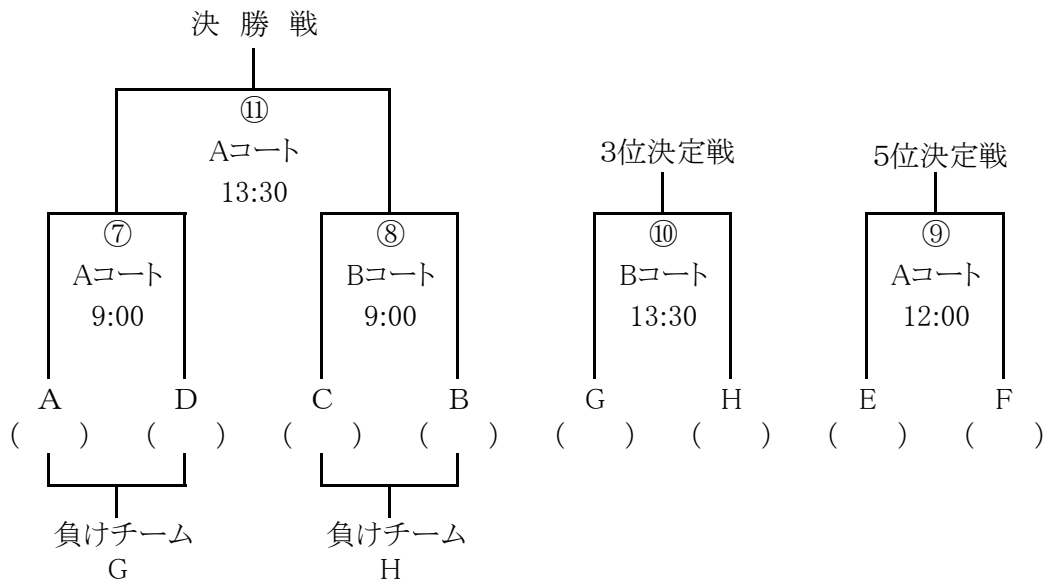 決 勝 戦
⑪
Aコート
13:30
3位決定戦
5位決定戦
⑦
Aコート
9:00
⑧
Bコート
9:00
⑩
Bコート
13:30
⑨
Aコート
12:00
A D C B G H E F
( ) ( ) ( ) ( ) ( ) ( ) ( ) ( )
負けチーム 負けチーム
G H